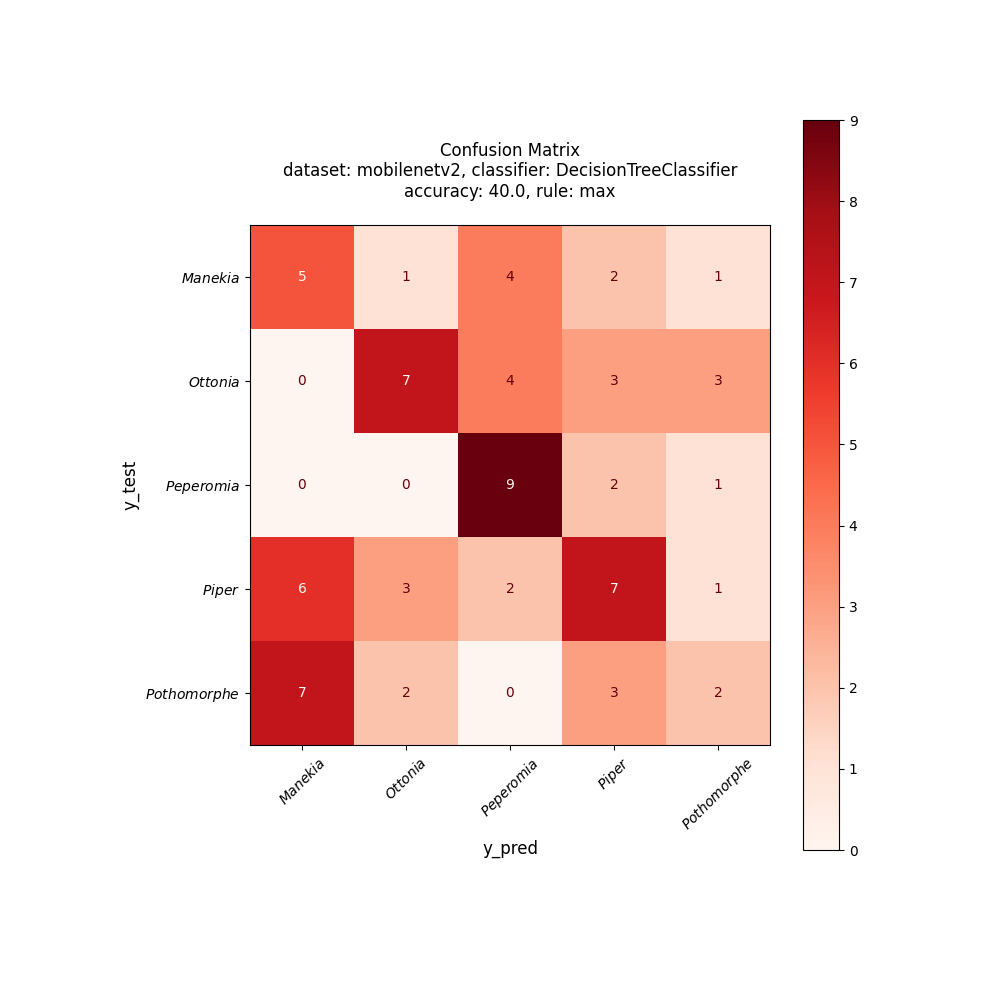 Confusion Matrix
dataset: mobilenetv2, classifier: DecisionTreeClassifier
accuracy: 40.0, rule: max
y_test
Manekia 5 1 4 2 1
Ottonia 0 7 4 3 3
Peperomia 0 0 9 2 1
Piper 6 3 2 7 1
Pothomorphe 7 2 0 3 2
Manekia Ottonia Peperomia Piper Pothomorphe
y_pred
9
8
7
6
5
4
3
2
1
0